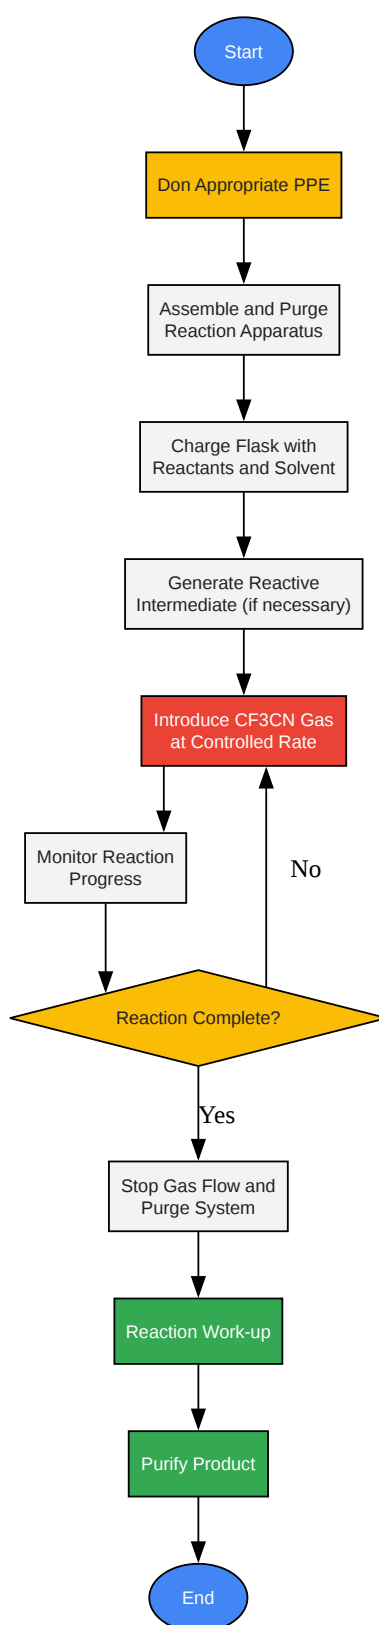 Start
Don Appropriate PPE
Assemble and Purge
Reaction Apparatus
Charge Flask with
Reactants and Solvent
Generate Reactive
Intermediate (if necessary)
Introduce CF3CN Gas
at Controlled Rate
Monitor Reaction
Progress
No
Reaction Complete?
Yes
Stop Gas Flow and
Purge System
Reaction Work-up
Purify Product
End